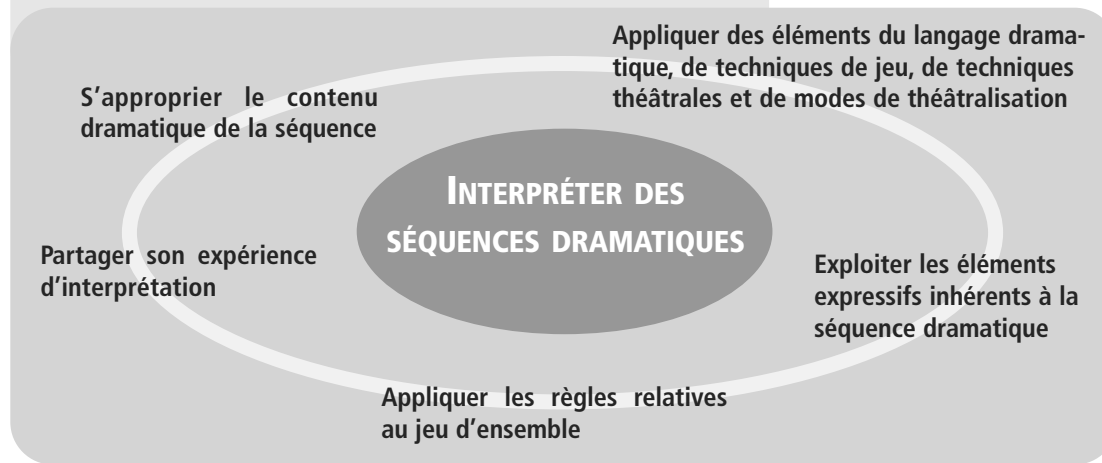 Appliquer des éléments du langage drama-
tique, de techniques de jeu, de techniques
théâtrales et de modes de théâtralisation
S'approprier le contenu
dramatique de la séquence
INTERPRÉTER DES
SÉQUENCES DRAMATIQUES
Partager son expérience
d'interprétation
Exploiter les éléments
expressifs inhérents à la
séquence dramatique
Appliquer les règles relatives
au jeu d'ensemble